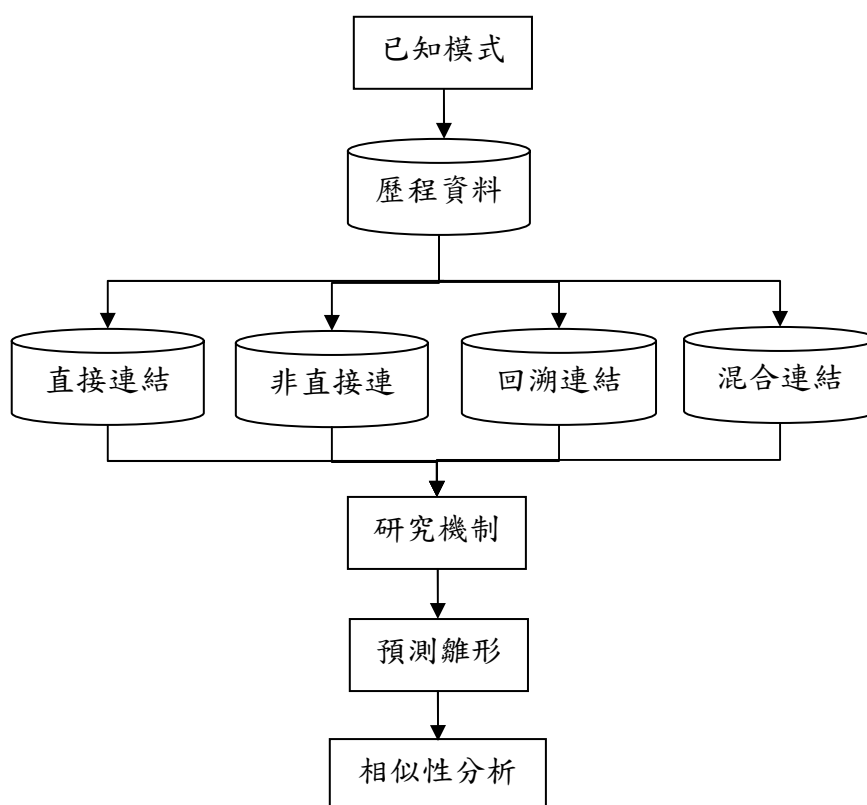 已知模式
歷程資料
直接連結
非直接連
回溯連結
混合連結
研究機制
預測雛形
相似性分析